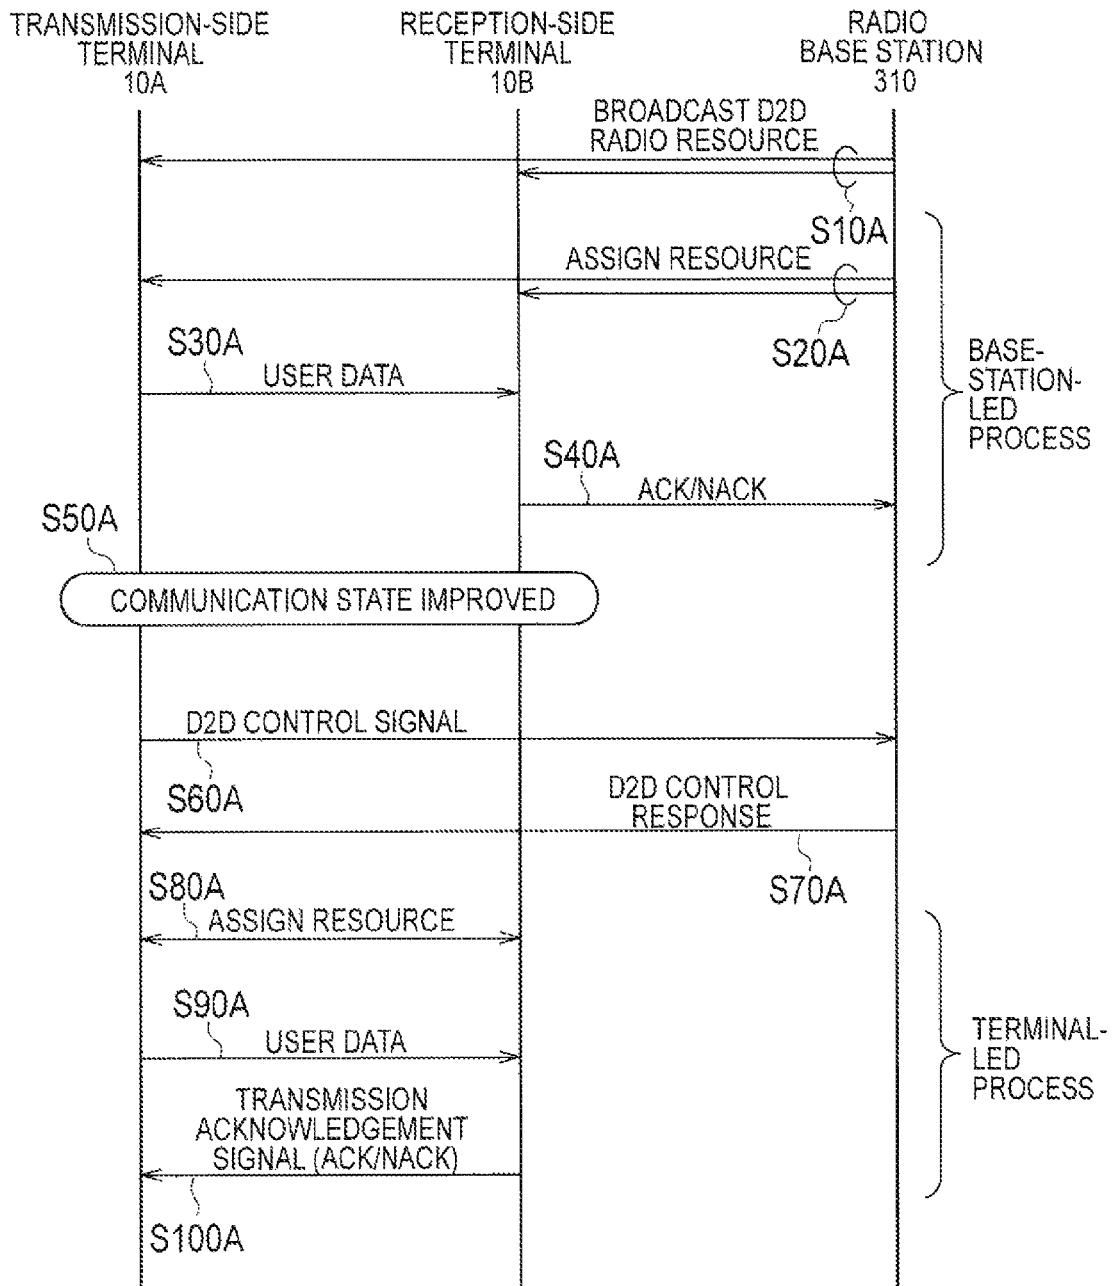 TRANSMISSION-SIDE
TERMINAL
10A
RECEPTION-SIDE
TERMINAL
10B
RADIO
BASE STATION
310
BROADCAST D2D
RADIO RESOURCE
S10A
ASSIGN RESOURCE
S20A
S30A
USER DATA
BASE-
STATION-
LED
PROCESS
S40A
ACK/NACK
S50A
COMMUNICATION STATE IMPROVED
D2D CONTROL SIGNAL
S60A
D2D CONTROL
RESPONSE
S70A
S80A
ASSIGN RESOURCE
S90A
USER DATA
TERMINAL-
LED
PROCESS
TRANSMISSION
ACKNOWLEDGEMENT
SIGNAL (ACK/NACK)
S100A